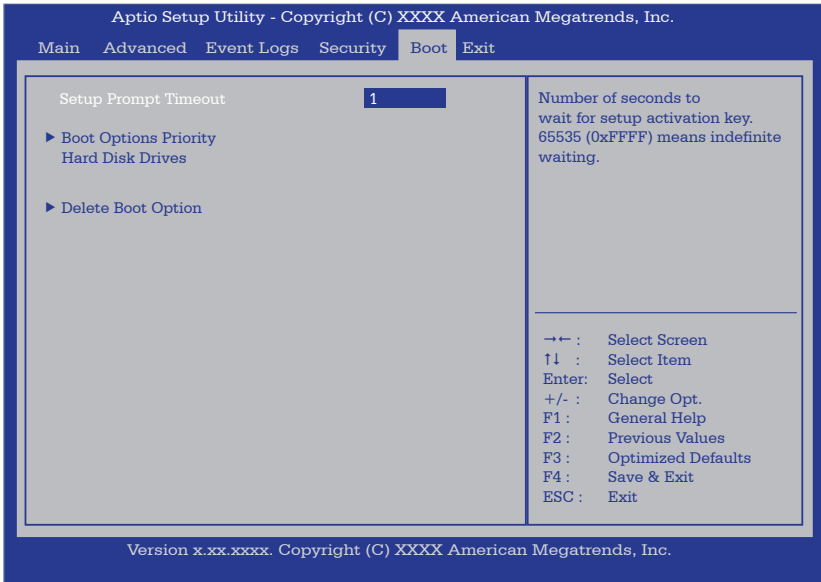 Aptio Setup Utility - Copyright (C) XXXX American Megatrends, Inc.
Main Advanced Event Logs Security Boot Exit
Setup Prompt Timeout 1
▶ Boot Options Priority
Hard Disk Drives
▶ Delete Boot Option
Number of seconds to
wait for setup activation key.
65535 (0xFFFF) means indefinite
waiting.
→← : Select Screen
↑↓ : Select Item
Enter: Select
+/- : Change Opt.
F1 : General Help
F2 : Previous Values
F3 : Optimized Defaults
F4 : Save & Exit
ESC : Exit
Version x.xx.xxxx. Copyright (C) XXXX American Megatrends, Inc.